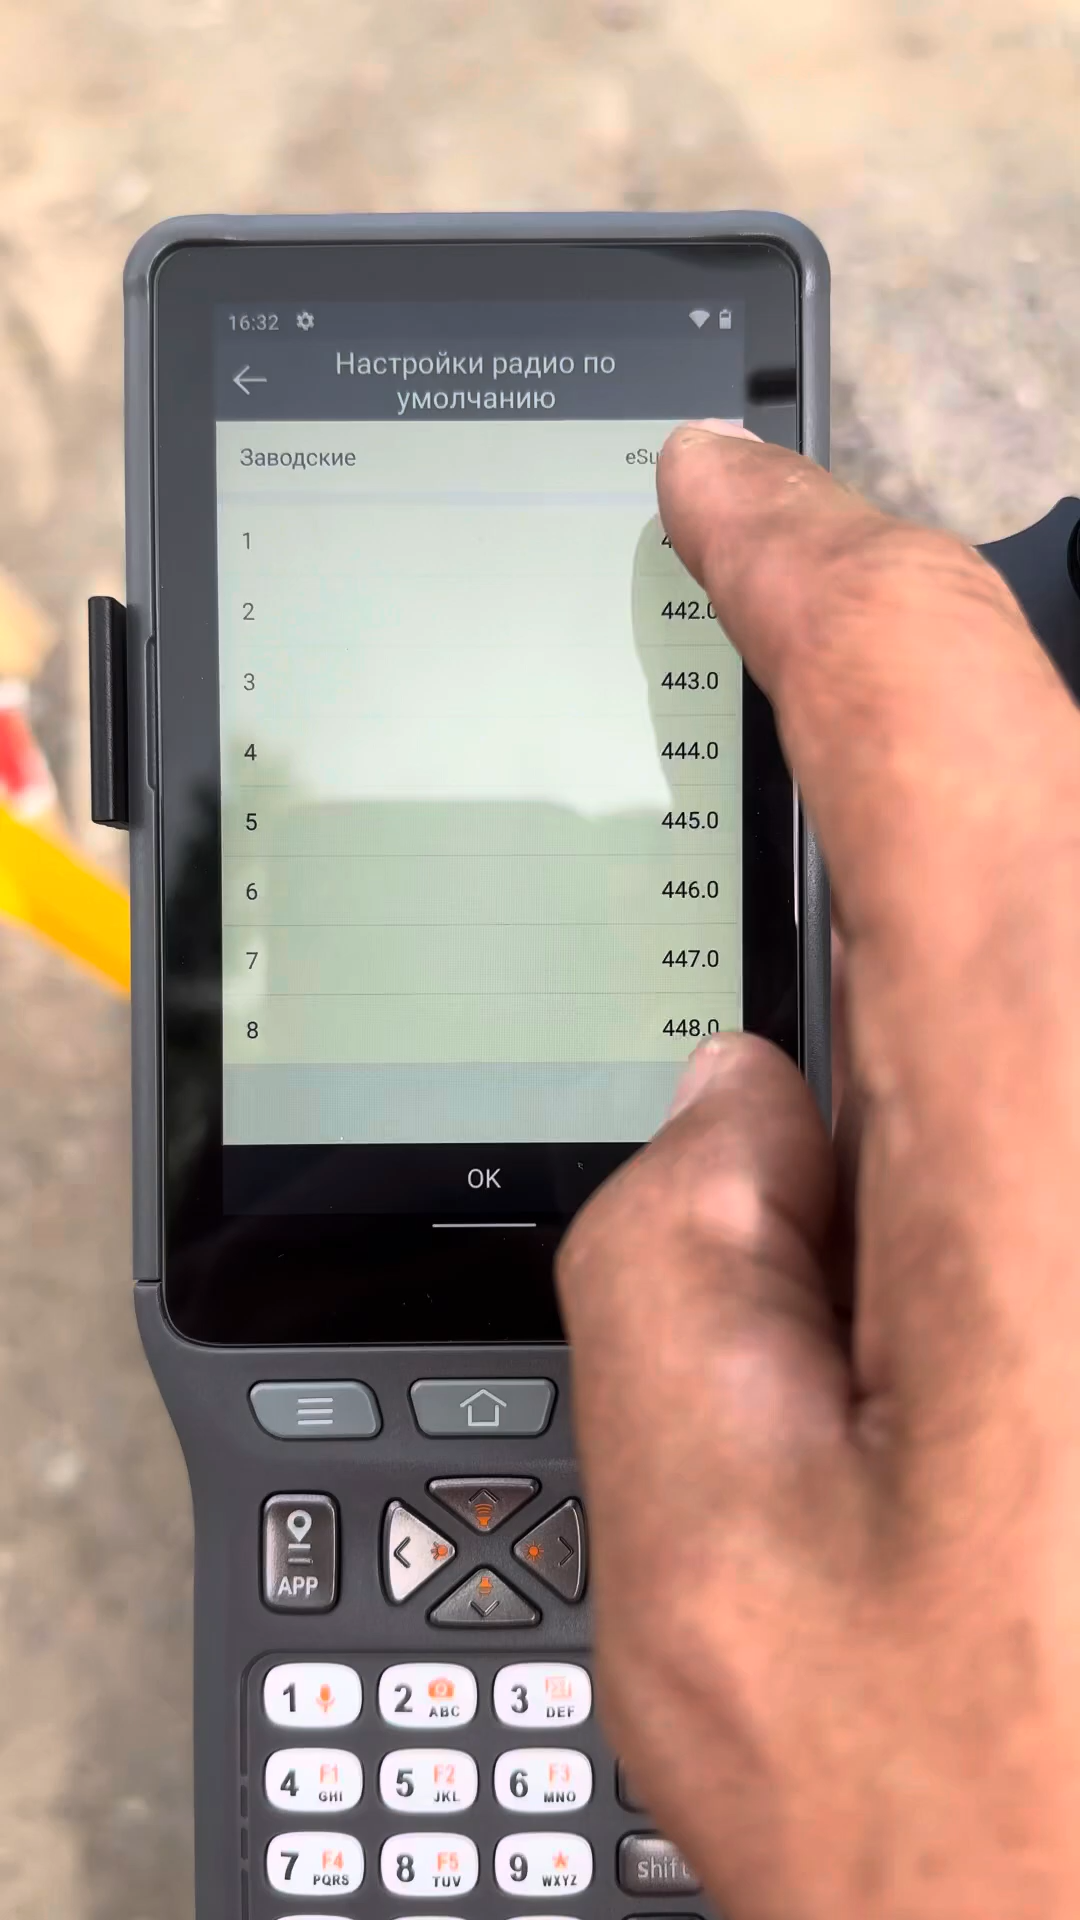 16:32
Настройки радио по
умолчанию
Заводские
1
2 442.0
3 443.0
4 444.0
5 445.0
6 446.0
7 447.0
8 448.0
OK
APP
1 2 ABC 3 DEF
4 F1 GHI 5 F2 JKL 6 F3 MNO
7 F4 PQRS 8 F5 TUV 9 WXYZ